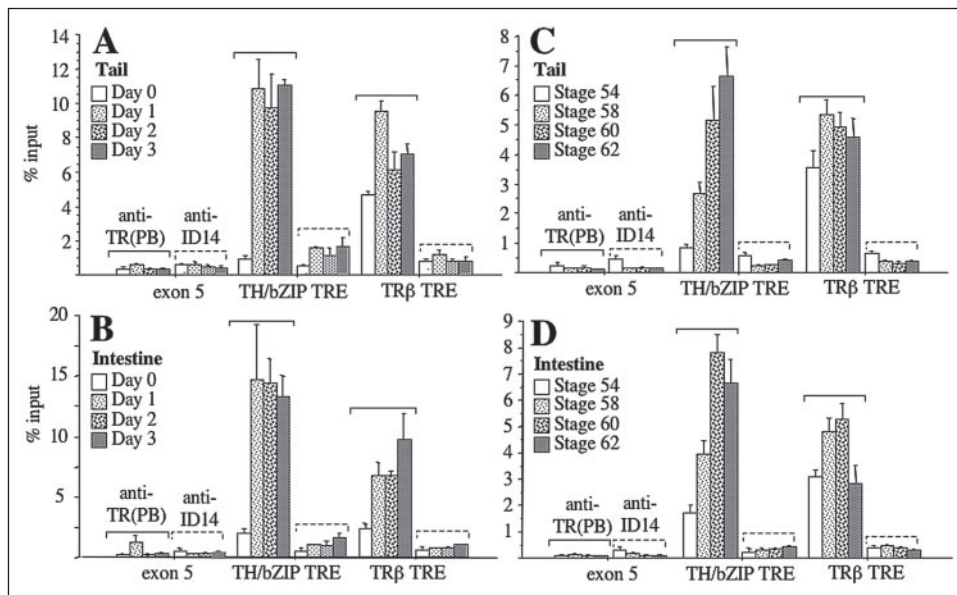 A
Tail
Day 0
Day 1
Day 2
Day 3
% input
14
12
10
8
6
4
2
anti-
TR(PB)
anti-
ID14
exon 5
TH/bZIP TRE
TRβ TRE
C
Tail
Stage 54
Stage 58
Stage 60
Stage 62
% input
8
7
6
5
4
3
2
1
anti-
TR(PB)
anti-
ID14
exon 5
TH/bZIP TRE
TRβ TRE
B
Intestine
Day 0
Day 1
Day 2
Day 3
% input
20
15
10
5
anti-
TR(PB)
anti-
ID14
exon 5
TH/bZIP TRE
TRβ TRE
D
Intestine
Stage 54
Stage 58
Stage 60
Stage 62
% input
9
8
7
6
5
4
3
2
1
anti-
TR(PB)
anti-
ID14
exon 5
TH/bZIP TRE
TRβ TRE